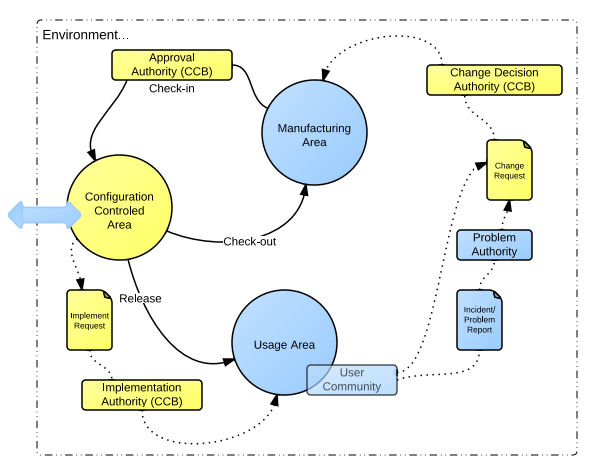 Environment...
Approval
Authority (CCB)
Check-in
Change Decision
Authority (CCB)
Manufacturing
Area
Change
Request
Configuration
Controled
Area
Check-out
Problem
Authority
Release
Implement
Request
Incident/
Problem
Report
Usage Area
User
Community
Implementation
Authority (CCB)